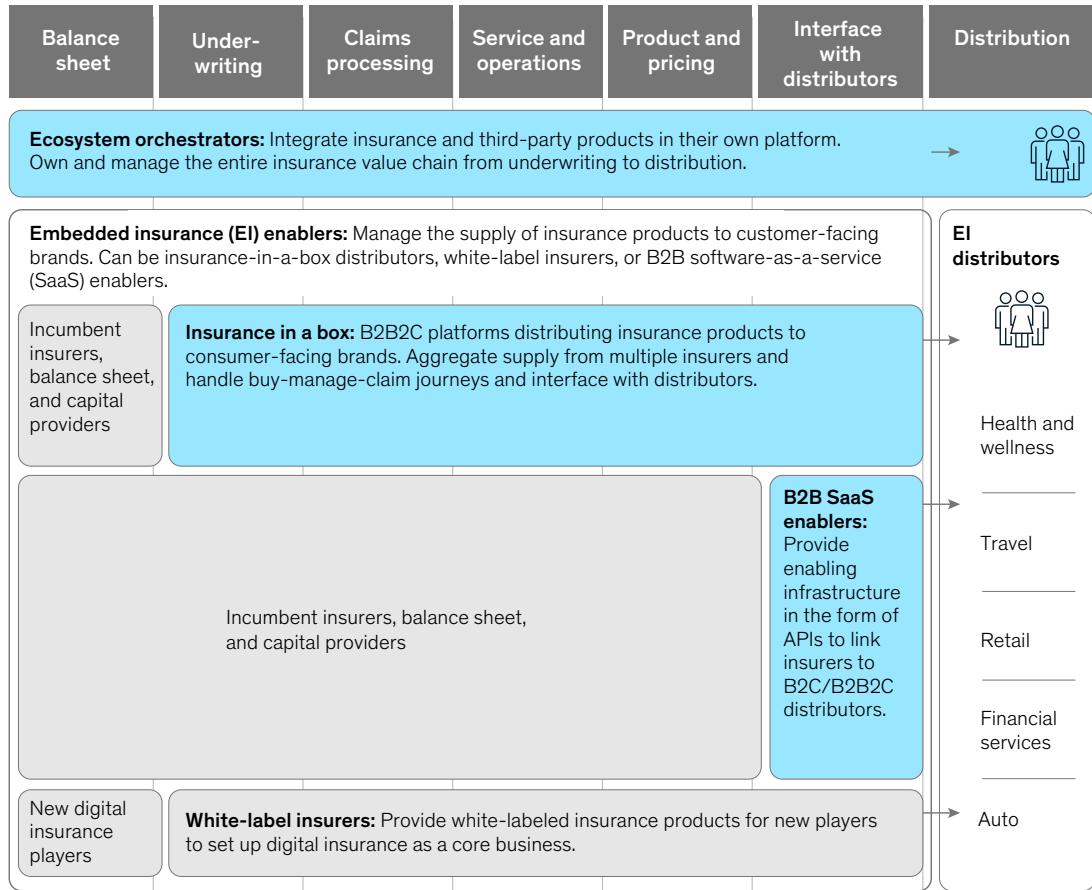 Balance
sheet
Under-
writing
Claims
processing
Service and
operations
Product and
pricing
Interface
with
distributors
Distribution
Ecosystem orchestrators: Integrate insurance and third-party products in their own platform.
Own and manage the entire insurance value chain from underwriting to distribution.
Embedded insurance (EI) enablers: Manage the supply of insurance products to customer-facing
brands. Can be insurance-in-a-box distributors, white-label insurers, or B2B software-as-a-service
(SaaS) enablers.
EI
distributors
Incumbent
insurers,
balance sheet,
and capital
providers
Insurance in a box: B2B2C platforms distributing insurance products to
consumer-facing brands. Aggregate supply from multiple insurers and
handle buy-manage-claim journeys and interface with distributors.
Incumbent insurers, balance sheet,
and capital providers
B2B SaaS
enablers:
Provide
enabling
infrastructure
in the form of
APIs to link
insurers to
B2C/B2B2C
distributors.
New digital
insurance
players
White-label insurers: Provide white-labeled insurance products for new players
to set up digital insurance as a core business.
Health and
wellness
Travel
Retail
Financial
services
Auto